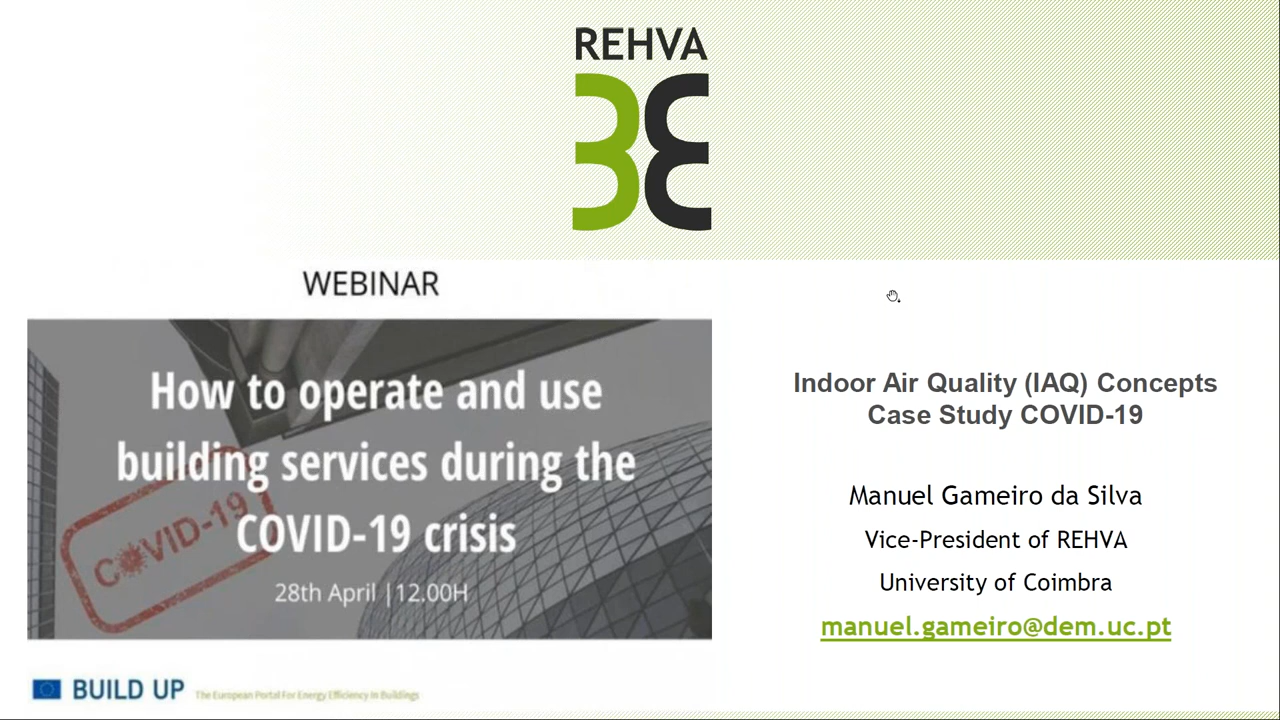 REHVA
WEBINAR
How to operate and use
building services during the
COVID-19 crisis
COVID-19
28th April |12.00H
Indoor Air Quality (IAQ) Concepts
Case Study COVID-19
Manuel Gameiro da Silva
Vice-President of REHVA
University of Coimbra
manuel.gameiro@dem.uc.pt
BUILD UP
The European Portal For Energy Efficiency In Buildings